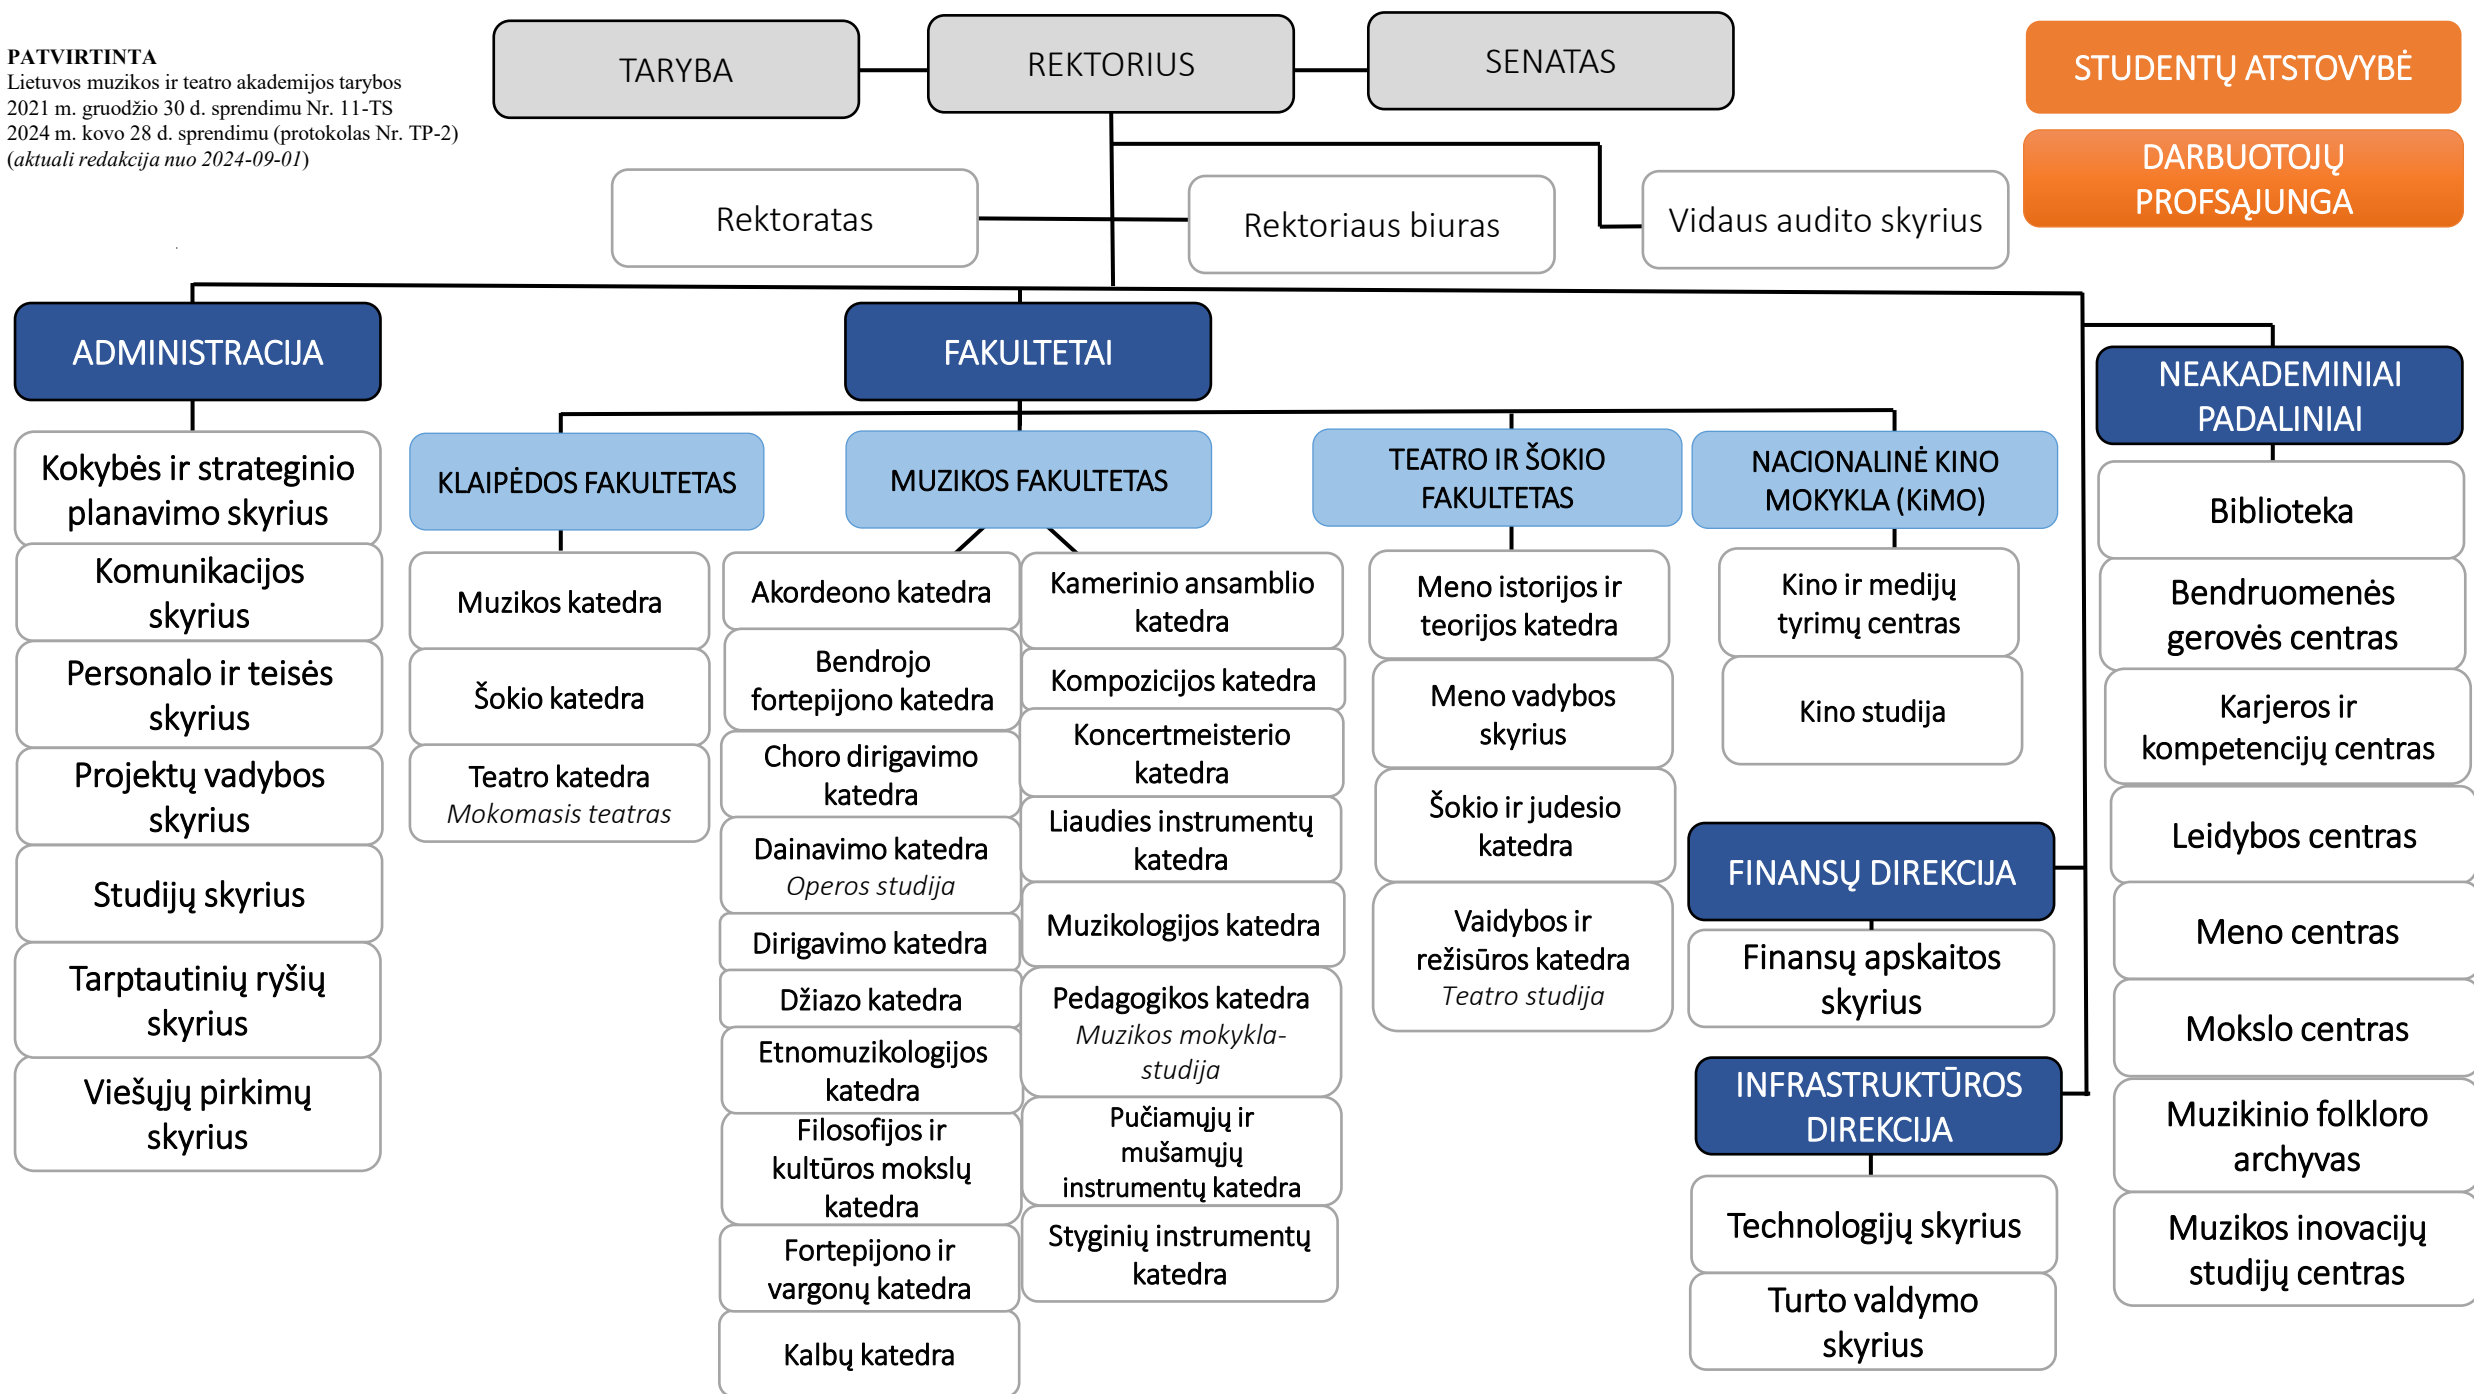 PATVIRTINTA
Lietuvos muzikos ir teatro akademijos tarybos
2021 m. gruodžio 30 d. sprendimu Nr. 11-TS
2024 m. kovo 28 d. sprendimu (protokolas Nr. TP-2)
(aktuali redakcija nuo 2024-09-01)
TARYBA
REKTORIUS
SENATAS
STUDENTŲ ATSTOVYBĖ
DARBUOTOJŲ
PROFSĄJUNGA
Rektoratas
Rektoriaus biuras
Vidaus audito skyrius
ADMINISTRACIJA
Kokybės ir strateginio
planavimo skyrius
Komunikacijos
skyrius
Personalo ir teisės
skyrius
Projektų vadybos
skyrius
Studijų skyrius
Tarptautinių ryšių
skyrius
Viešųjų pirkimų
skyrius
FAKULTETAI
KLAIPĖDOS FAKULTETAS
Muzikos katedra
Šokio katedra
Teatro katedra
Mokomasis teatras
MUZIKOS FAKULTETAS
Akordeono katedra
Bendrojo
fortepijono katedra
Choro dirigavimo
katedra
Dainavimo katedra
Operos studija
Dirigavimo katedra
Džiazo katedra
Etnomuzikologijos
katedra
Filosofijos ir
kultūros mokslų
katedra
Fortepijono ir
vargonų katedra
Kalbų katedra
Kamerinio ansamblio
katedra
Kompozicijos katedra
Koncertmeisterio
katedra
Liaudies instrumentų
katedra
Muzikologijos katedra
Pedagogikos katedra
Muzikos mokykla-
studija
Pučiamųjų ir
mušamųjų
instrumentų katedra
Styginių instrumentų
katedra
TEATRO IR ŠOKIO
FAKULTETAS
Meno istorijos ir
teorijos katedra
Meno vadybos
skyrius
Šokio ir judesio
katedra
Vaidybos ir
režisūros katedra
Teatro studija
NACIONALINĖ KINO
MOKYKLA (KiMO)
Kino ir medijų
tyrimų centras
Kino studija
FINANSŲ DIREKCIJA
Finansų apskaitos
skyrius
INFRASTRUKTŪROS
DIREKCIJA
Technologijų skyrius
Turto valdymo
skyrius
NEAKADEMINIAI
PADALINIAI
Biblioteka
Bendruomenės
gerovės centras
Karjeros ir
kompetencijų centras
Leidybos centras
Meno centras
Mokslo centras
Muzikinio folkloro
archyvas
Muzikos inovacijų
studijų centras